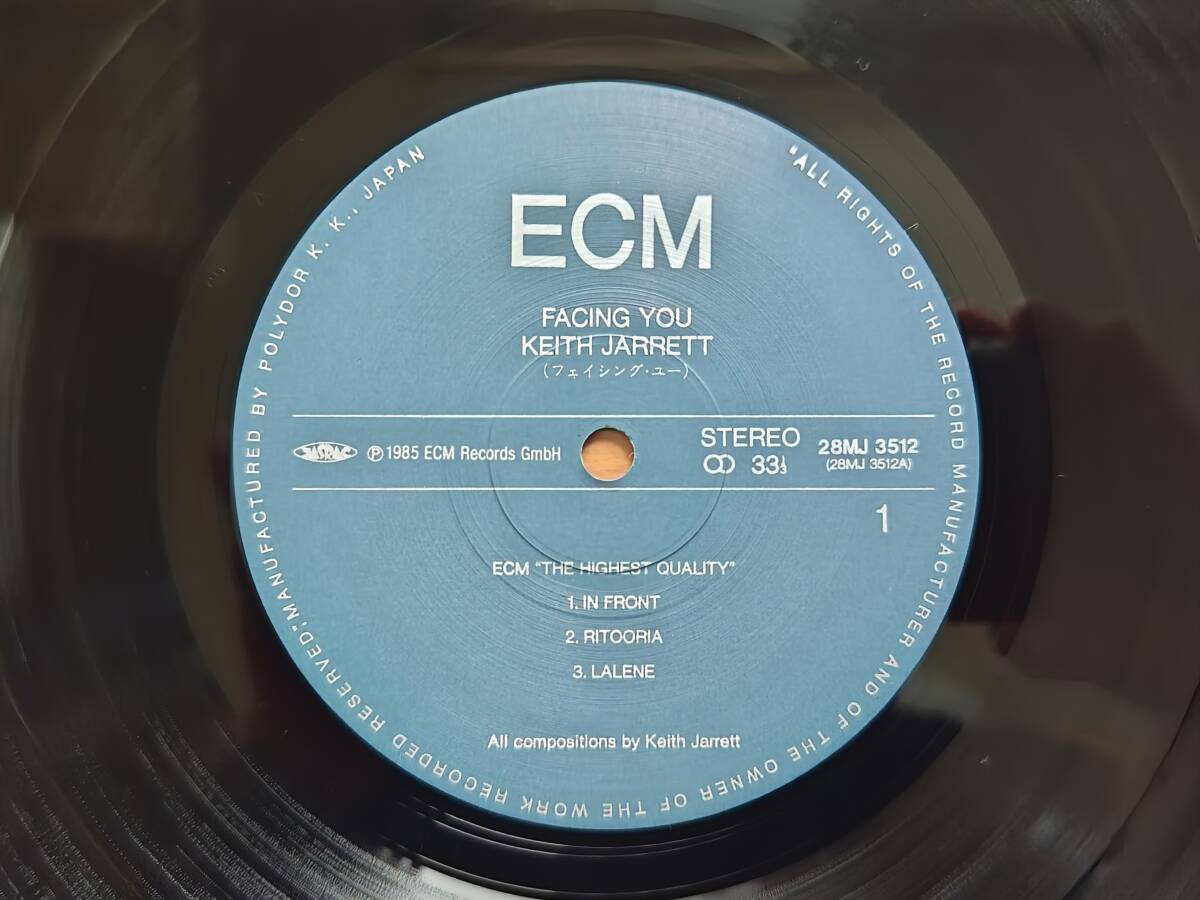 ECM
FACING YOU
KEITH JARRETT
(フェイシング・ユー)
JASRAC
Ⓟ 1985 ECM Records GmbH
STEREO
33⅓
28MJ 3512
(28MJ 3512A)
1
ECM "THE HIGHEST QUALITY"
1. IN FRONT
2. RITOORIA
3. LALENE
All compositions by Keith Jarrett
"ALL RIGHTS OF THE RECORD MANUFACTURER AND OF THE OWNER OF THE WORK RECORDED RESERVED." MANUFACTURED BY POLYDOR K. K., JAPAN